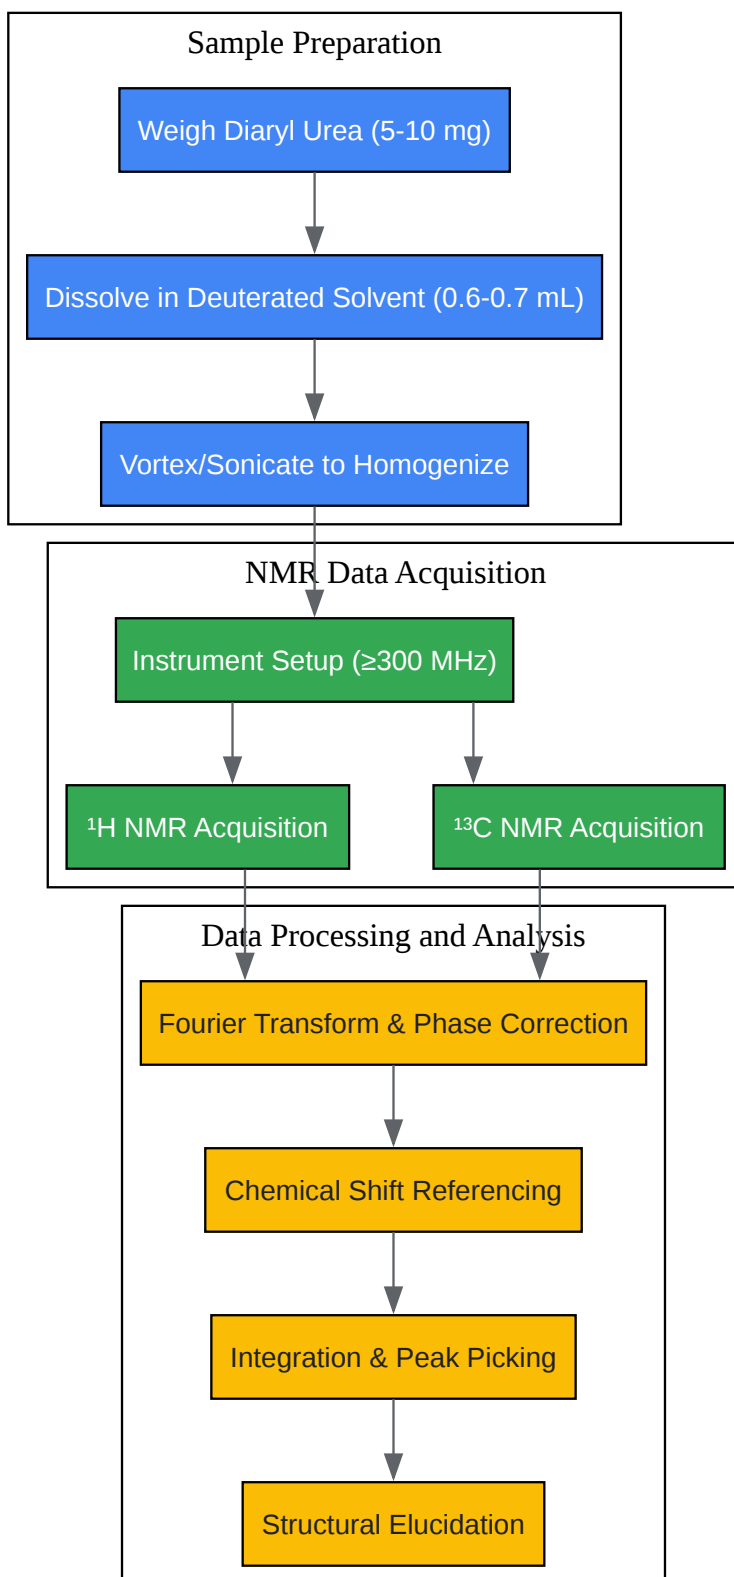 Sample Preparation
Weigh Diaryl Urea (5-10 mg)
Dissolve in Deuterated Solvent (0.6-0.7 mL)
Vortex/Sonicate to Homogenize
NMR Data Acquisition
Instrument Setup (≥300 MHz)
¹H NMR Acquisition
¹³C NMR Acquisition
Data Processing and Analysis
Fourier Transform & Phase Correction
Chemical Shift Referencing
Integration & Peak Picking
Structural Elucidation